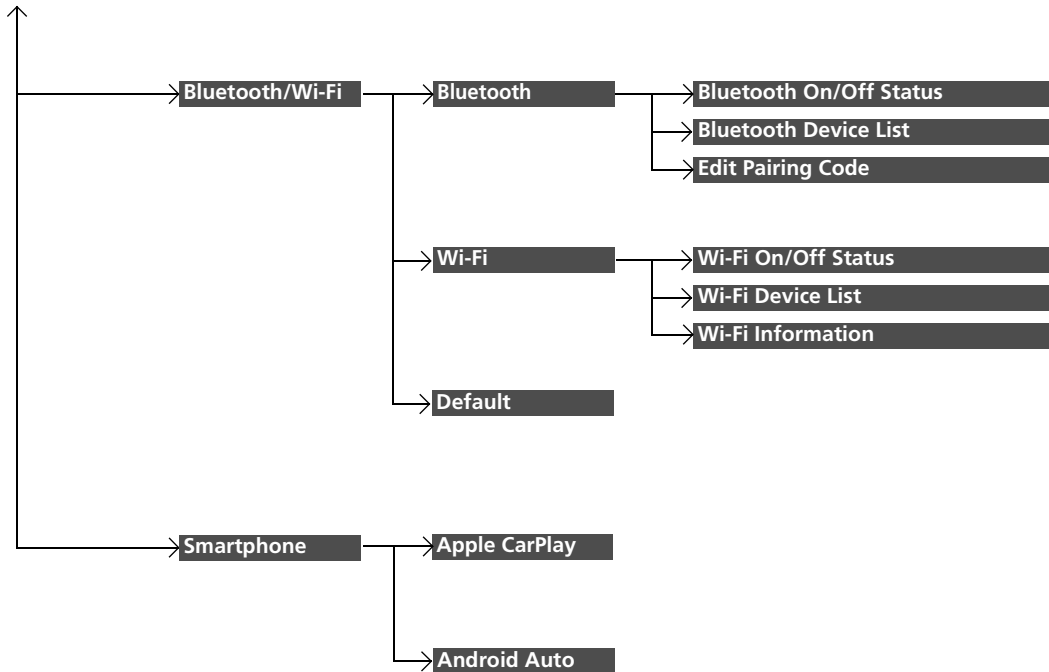 Bluetooth/Wi-Fi
Bluetooth
Bluetooth On/Off Status
Bluetooth Device List
Edit Pairing Code
Wi-Fi
Wi-Fi On/Off Status
Wi-Fi Device List
Wi-Fi Information
Default
Smartphone
Apple CarPlay
Android Auto